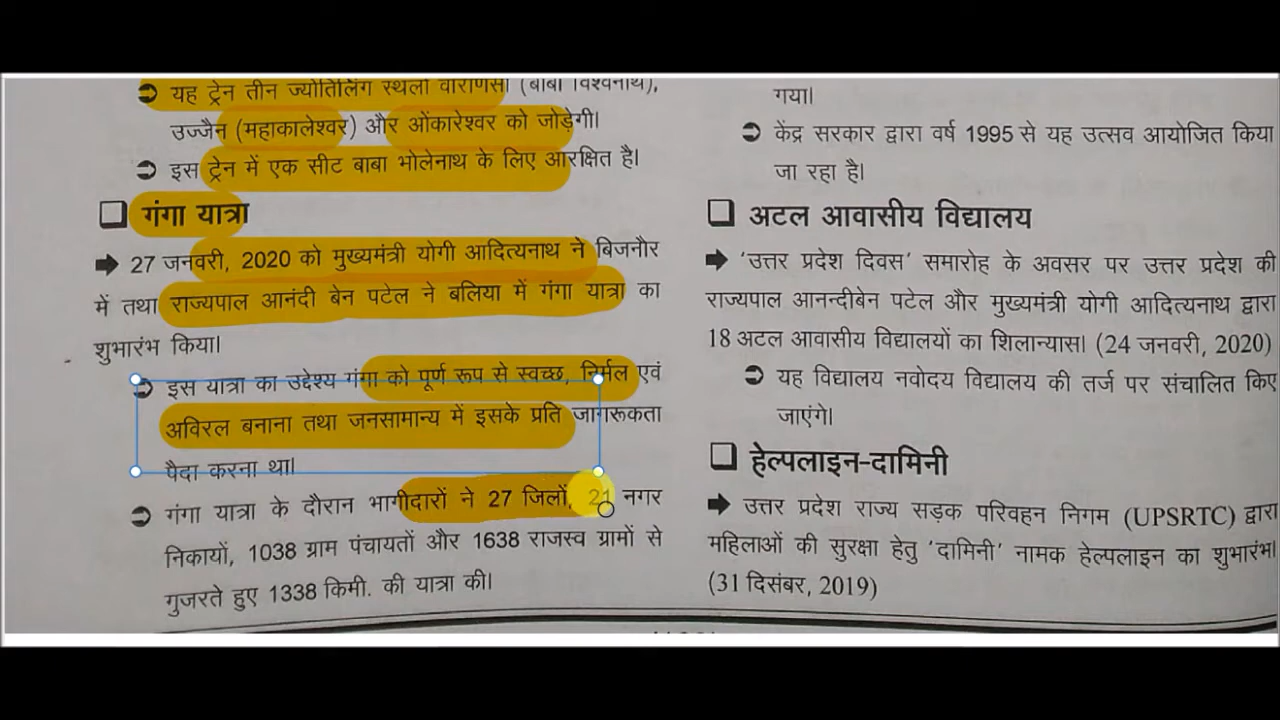 यह ट्रेन तीन ज्योतिर्लिंग स्थलों वाराणसी (बाबा विश्वनाथ),
उज्जैन (महाकालेश्वर) और ओंकारेश्वर को जोड़ेगी।
इस ट्रेन में एक सीट बाबा भोलेनाथ के लिए आरक्षित है।
गंगा यात्रा
27 जनवरी, 2020 को मुख्यमंत्री योगी आदित्यनाथ ने बिजनौर
में तथा राज्यपाल आनंदी बेन पटेल ने बलिया में गंगा यात्रा का
शुभारंभ किया।
इस यात्रा का उद्देश्य गंगा को पूर्ण रूप से स्वच्छ, निर्मल एवं
अविरल बनाना तथा जनसामान्य में इसके प्रति जागरूकता
पैदा करना था।
गंगा यात्रा के दौरान भागीदारों ने 27 जिलों, 21 नगर
निकायों, 1038 ग्राम पंचायतों और 1638 राजस्व ग्रामों से
गुजरते हुए 1338 किमी. की यात्रा की।
गया।
केंद्र सरकार द्वारा वर्ष 1995 से यह उत्सव आयोजित किया
जा रहा है।
अटल आवासीय विद्यालय
'उत्तर प्रदेश दिवस' समारोह के अवसर पर उत्तर प्रदेश की
राज्यपाल आनन्दीबेन पटेल और मुख्यमंत्री योगी आदित्यनाथ द्वारा
18 अटल आवासीय विद्यालयों का शिलान्यास। (24 जनवरी, 2020)
यह विद्यालय नवोदय विद्यालय की तर्ज पर संचालित किए
जाएंगे।
हेल्पलाइन-दामिनी
उत्तर प्रदेश राज्य सड़क परिवहन निगम (UPSRTC) द्वारा
महिलाओं की सुरक्षा हेतु 'दामिनी' नामक हेल्पलाइन का शुभारंभ।
(31 दिसंबर, 2019)